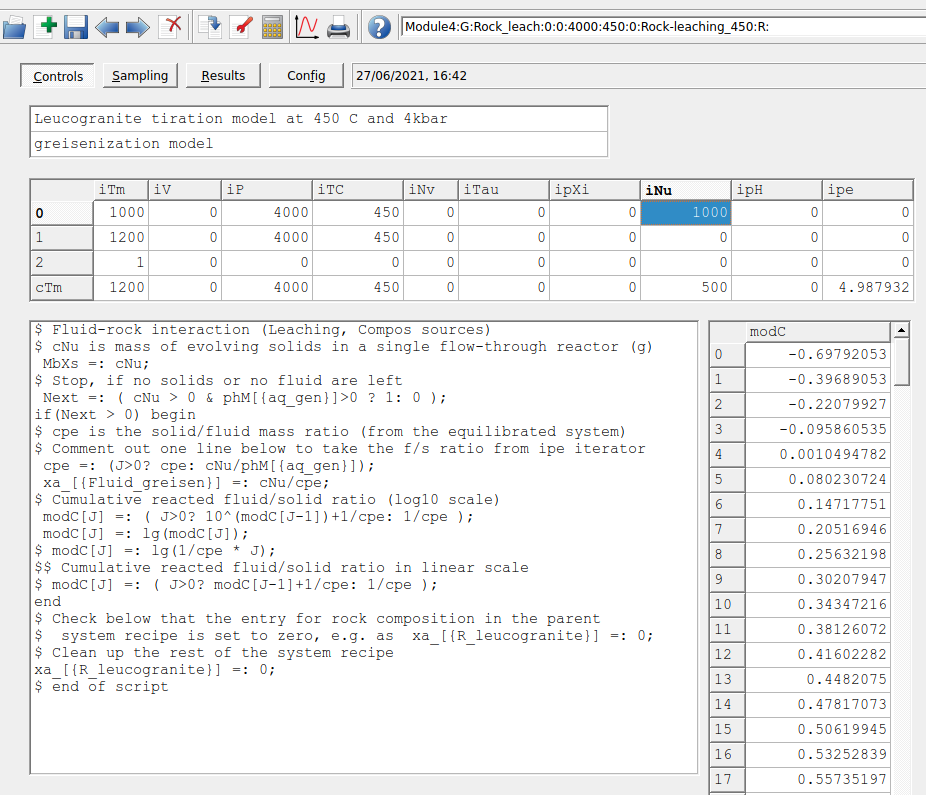 Module4:G:Rock_leach:0:0:4000:450:0:Rock-leaching_450:R:
Controls Sampling Results Config 27/06/2021, 16:42
Leucogranite tiration model at 450 C and 4kbar
greisenization model
iTm iV iP iTC iNv iTau ipXi iNu ipH ipe
0 1000 0 4000 450 0 0 0 1000 0 0
1 1200 0 4000 450 0 0 0 0 0 0
2 1 0 0 0 0 0 0 0 0 0
cTm 1200 0 4000 450 0 0 0 500 0 4.987932
$ Fluid-rock interaction (Leaching, Compos sources)
$ cNu is mass of evolving solids in a single flow-through reactor (g)
MbXs =: cNu;
$ Stop, if no solids or no fluid are left
Next =: ( cNu > 0 & phM[{aq_gen}]>0 ? 1: 0 );
if(Next > 0) begin
$ cpe is the solid/fluid mass ratio (from the equilibrated system)
$ Comment out one line below to take the f/s ratio from ipe iterator
cpe =: (J>0? cpe: cNu/phM[{aq_gen}]);
xa_[{Fluid_greisen}] =: cNu/cpe;
$ Cumulative reacted fluid/solid ratio (log10 scale)
modC[J] =: ( J>0? 10^(modC[J-1])+1/cpe: 1/cpe );
modC[J] =: lg(modC[J]);
$ modC[J] =: lg(1/cpe * J);
$$ Cumulative reacted fluid/solid ratio in linear scale
$ modC[J] =: ( J>0? modC[J-1]+1/cpe: 1/cpe );
end
$ Check below that the entry for rock composition in the parent
$ system recipe is set to zero, e.g. as xa_[{R_leucogranite}] =: 0;
$ Clean up the rest of the system recipe
xa_[{R_leucogranite}] =: 0;
$ end of script
modC
0 -0.69792053
1 -0.39689053
2 -0.22079927
3 -0.095860535
4 0.0010494782
5 0.080230724
6 0.14717751
7 0.20516946
8 0.25632198
9 0.30207947
10 0.34347216
11 0.38126072
12 0.41602282
13 0.4482075
14 0.47817073
15 0.50619945
16 0.53252839
17 0.55735197